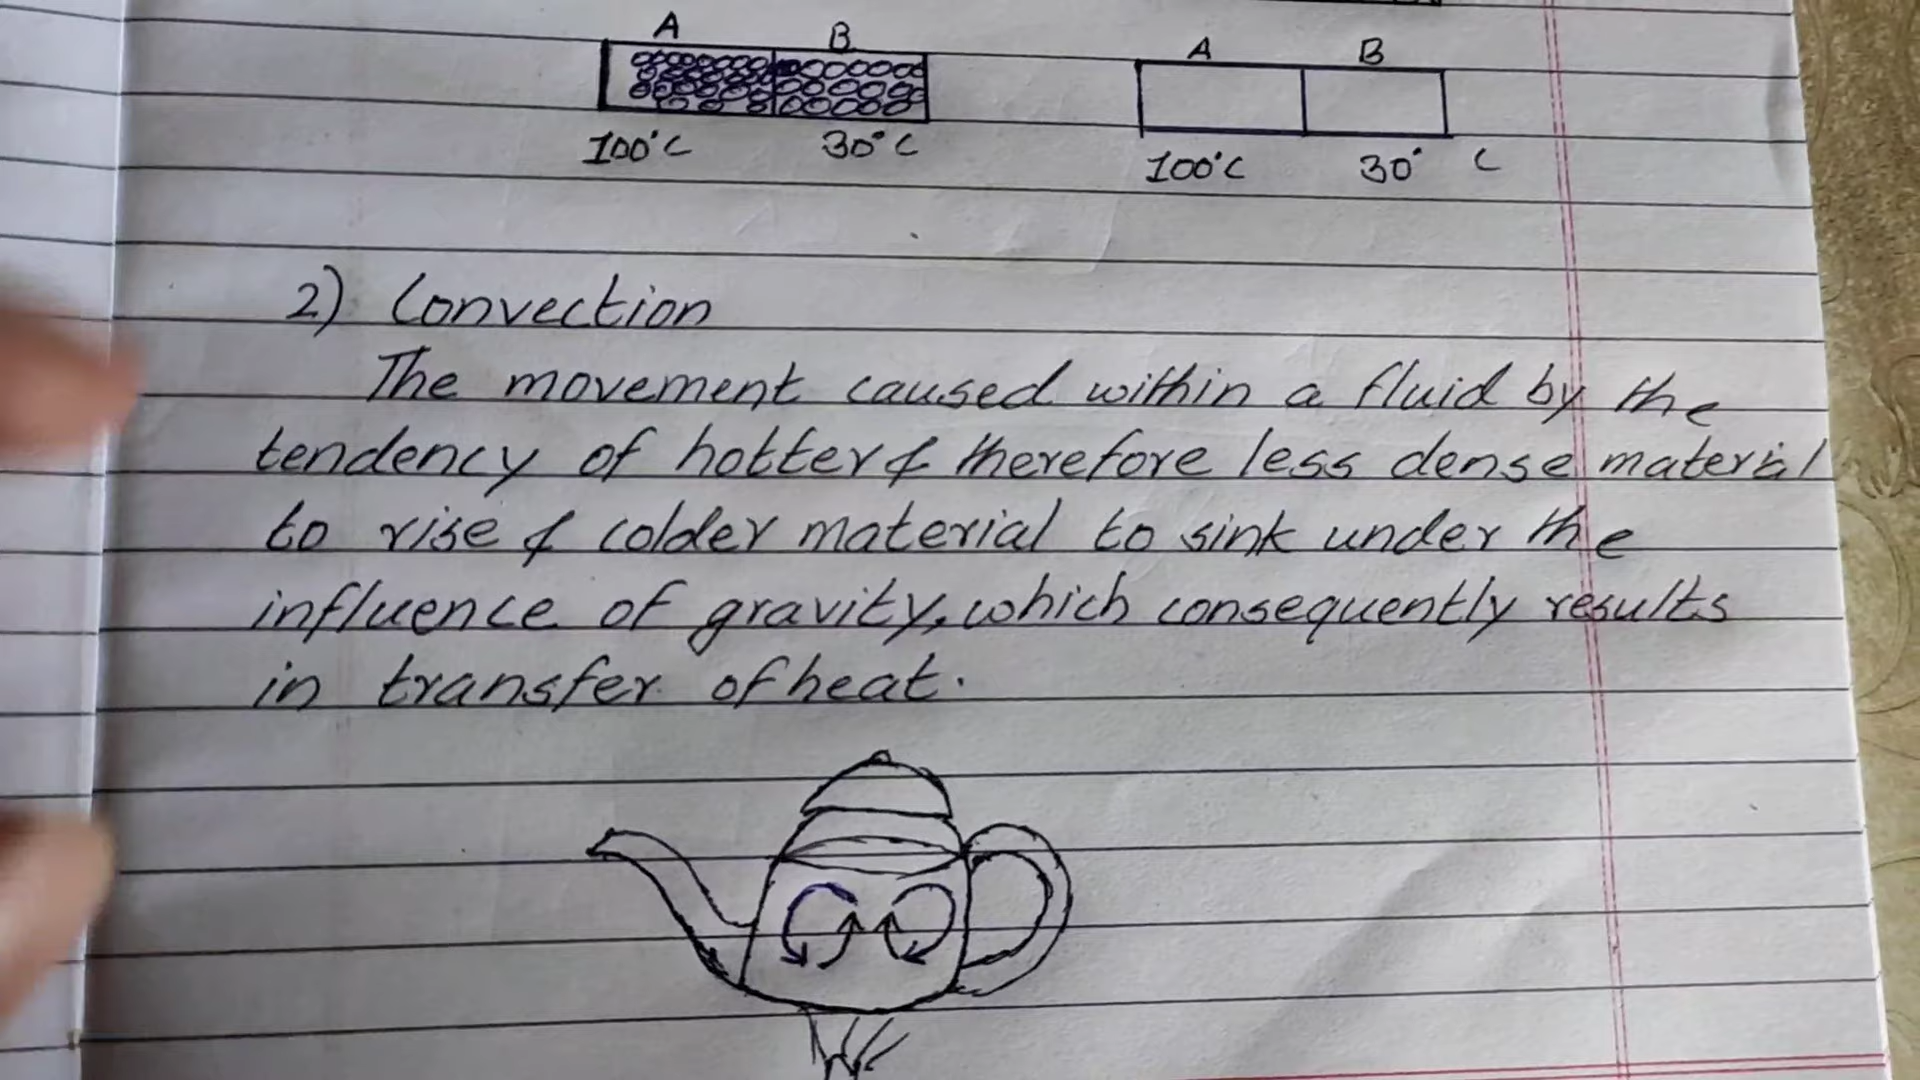 A B A B
100°C 30°C 100°C 30° C
2) Convection
The movement caused within a fluid by the
tendency of hotter & therefore less dense material
to rise & colder material to sink under the
influence of gravity, which consequently results
in transfer of heat.